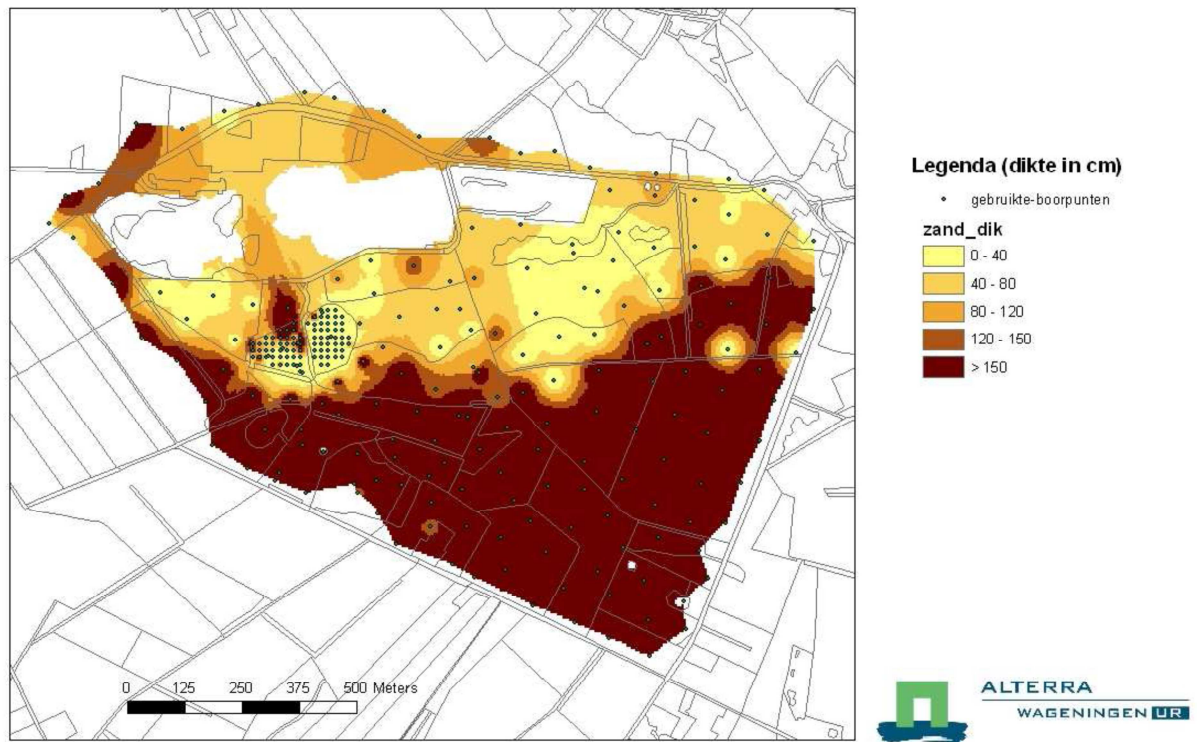 Legenda (dikte in cm)
gebruikte-boorpunten
zand_dik
0 - 40
40 - 80
80 - 120
120 - 150
> 150
0 125 250 375 500 Meters
ALTERRA
WAGENINGEN UR